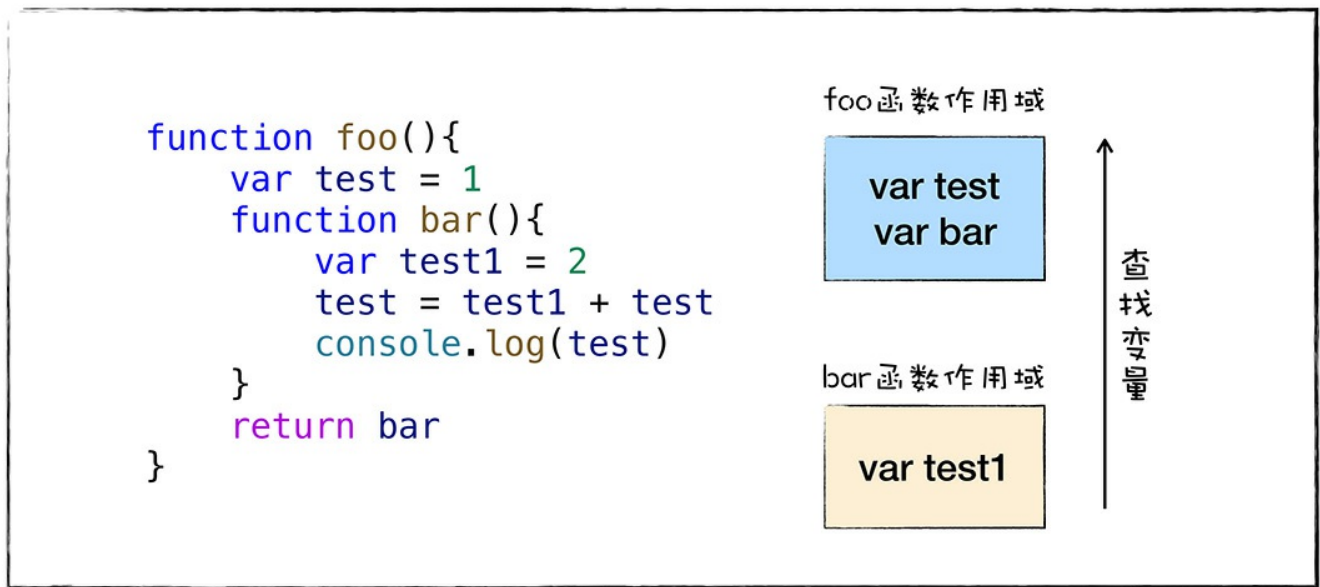 function foo(){
    var test = 1
    function bar(){
        var test1 = 2
        test = test1 + test
        console.log(test)
    }
    return bar
}
foo函数作用域
var test
var bar
bar函数作用域
var test1
查找变量